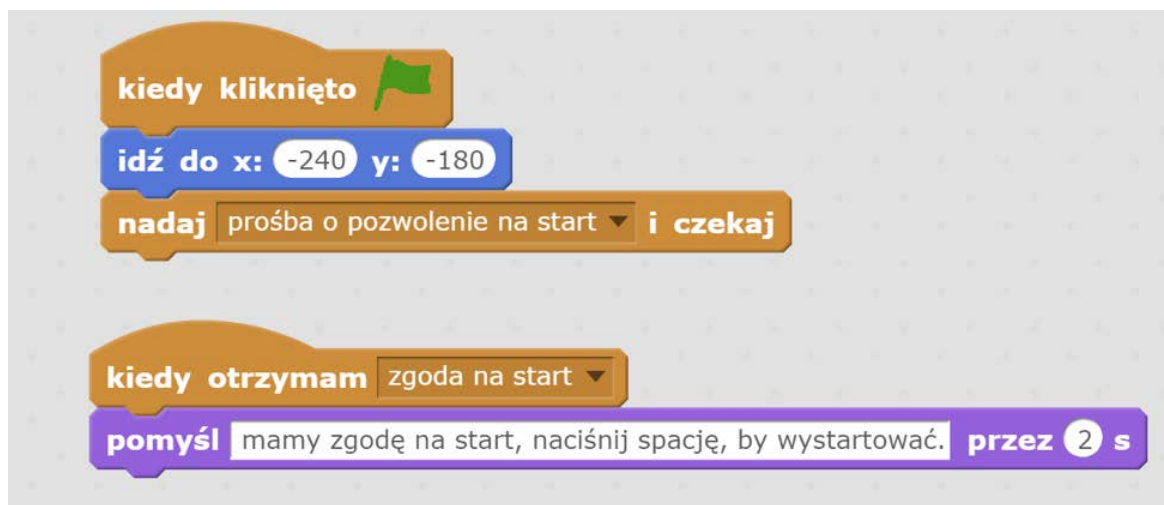 kiedy kliknięto
idź do x: -240 y: -180
nadaj prośba o pozwolenie na start i czekaj
kiedy otrzymam zgoda na start
pomyśl mamy zgodę na start, naciśnij spację, by wystartować. przez 2 s